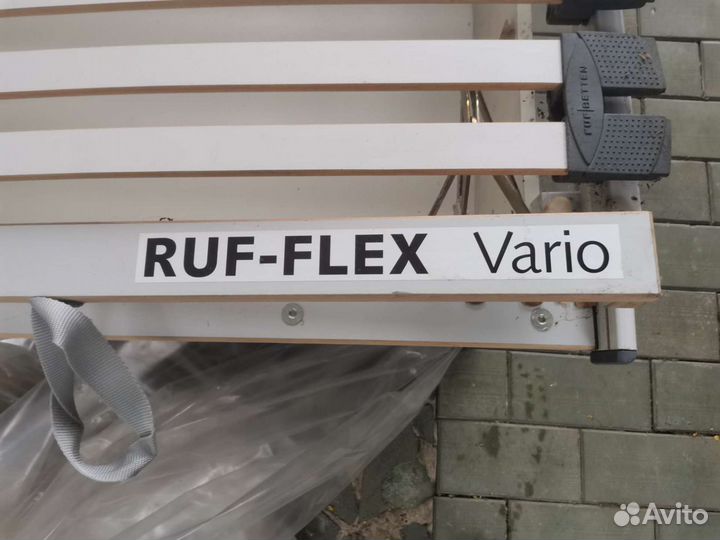 RUF|BETTEN
RUF-FLEX Vario
Avito